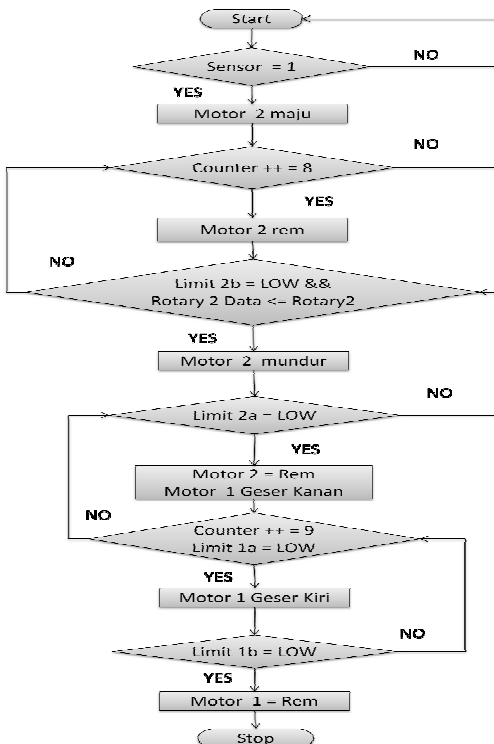 Start
Sensor = 1
NO
YES
Motor 2 maju
NO
Counter ++ = 8
YES
Motor 2 rem
NO
Limit 2b = LOW &&
Rotary 2 Data <= Rotary2
YES
Motor 2 mundur
NO
Limit 2a = LOW
YES
Motor 2 = Rem
Motor 1 Geser Kanan
NO
Counter ++ = 9
Limit 1a = LOW
YES
Motor 1 Geser Kiri
NO
Limit 1b = LOW
YES
Motor 1 = Rem
Stop